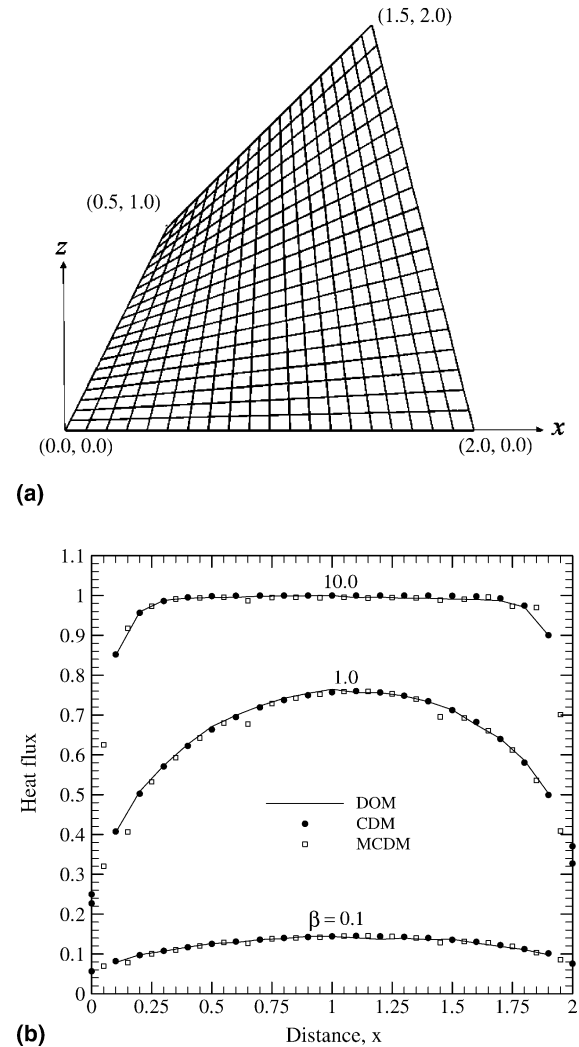 (1.5, 2.0)
(0.5, 1.0)
z
x
(0.0, 0.0)
(2.0, 0.0)
(a)
1.1
1
0.9
0.8
0.7
0.6
0.5
0.4
0.3
0.2
0.1
0
Heat flux
10.0
1.0
DOM
CDM
MCDM
β = 0.1
0 0.25 0.5 0.75 1 1.25 1.5 1.75 2
Distance, x
(b)